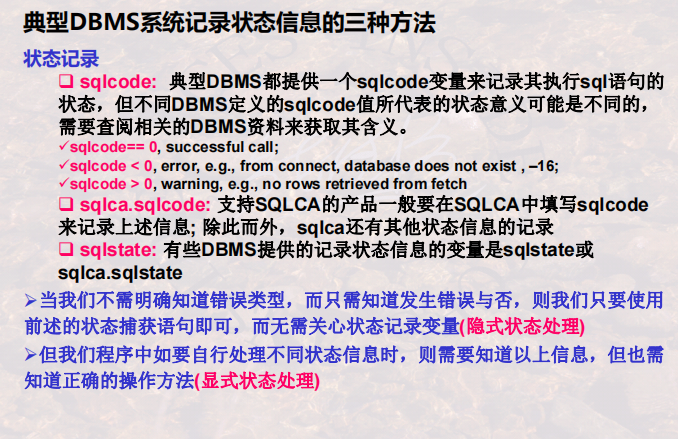 典型DBMS系统记录状态信息的三种方法
状态记录
❑ sqlcode: 典型DBMS都提供一个sqlcode变量来记录其执行sql语句的
状态，但不同DBMS定义的sqlcode值所代表的状态意义可能是不同的，
需要查阅相关的DBMS资料来获取其含义。
✓sqlcode== 0, successful call;
✓sqlcode < 0, error, e.g., from connect, database does not exist , –16;
✓sqlcode > 0, warning, e.g., no rows retrieved from fetch
❑ sqlca.sqlcode: 支持SQLCA的产品一般要在SQLCA中填写sqlcode
来记录上述信息; 除此而外，sqlca还有其他状态信息的记录
❑ sqlstate: 有些DBMS提供的记录状态信息的变量是sqlstate或
sqlca.sqlstate
➢当我们不需明确知道错误类型，而只需知道发生错误与否，则我们只要使用
前述的状态捕获语句即可，而无需关心状态记录变量(隐式状态处理)
➢但我们程序中如要自行处理不同状态信息时，则需要知道以上信息，但也需
知道正确的操作方法(显式状态处理)